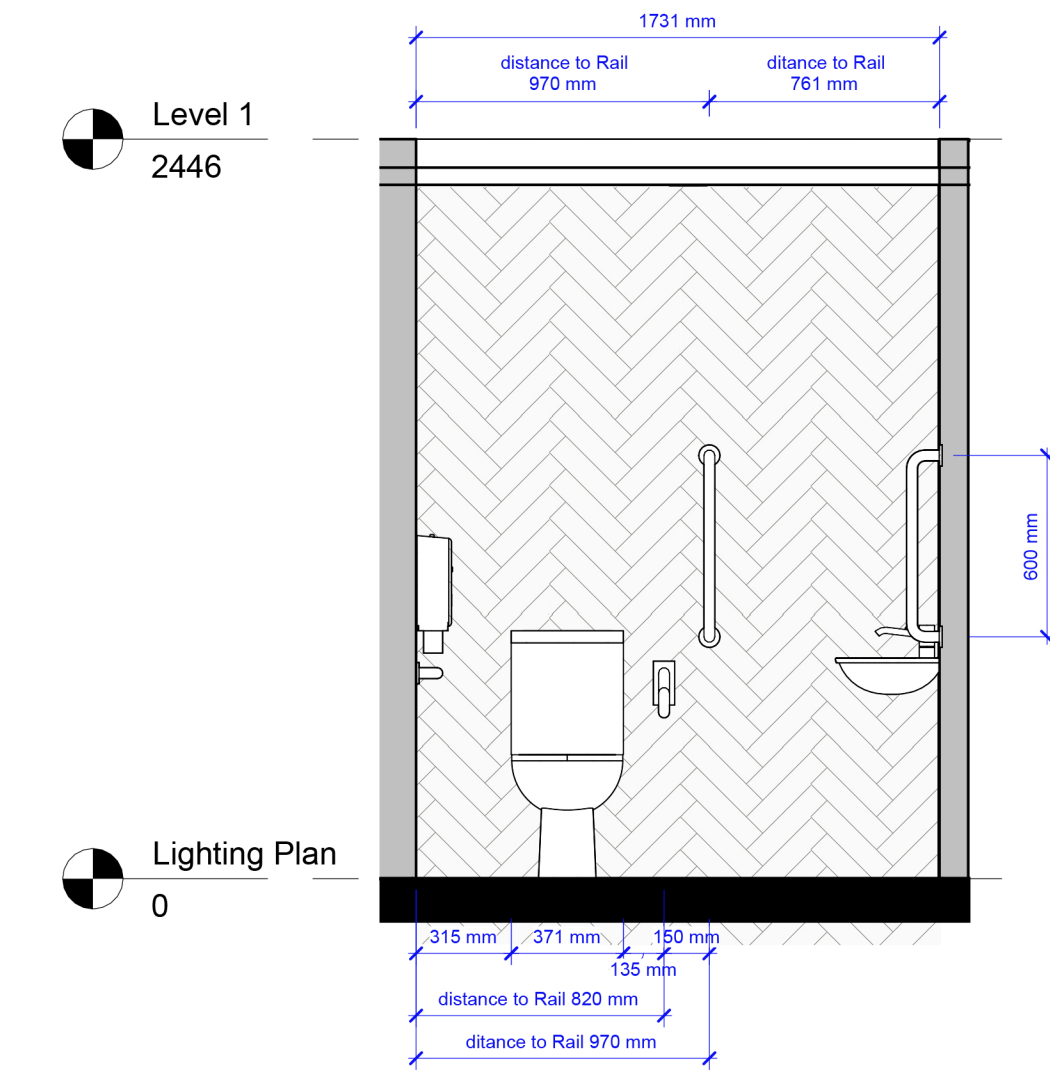 1731 mm
distance to Rail
970 mm
ditance to Rail
761 mm
Level 1
2446
600 mm
Lighting Plan
0
315 mm
371 mm
150 mm
135 mm
distance to Rail 820 mm
ditance to Rail 970 mm